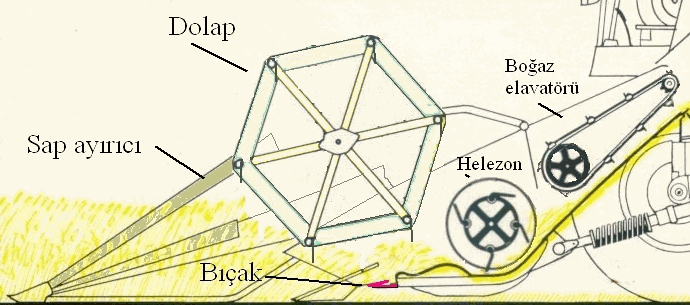 Dolap
Boğaz
elavatörü
Sap ayırıcı
Helezon
Bıçak